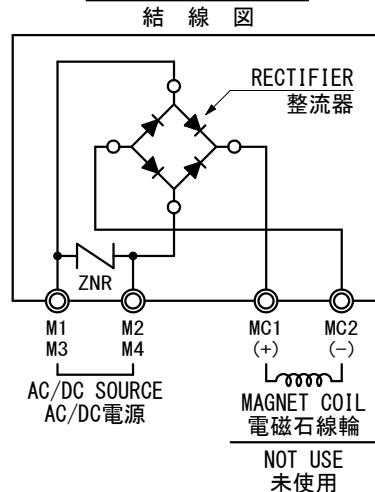 結線図
RECTIFIER
整流器
ZNR
M1 M2 MC1 MC2
M3 M4 (+) (-)
AC/DC SOURCE
AC/DC電源
MAGNET COIL
電磁石線輪
NOT USE
未使用